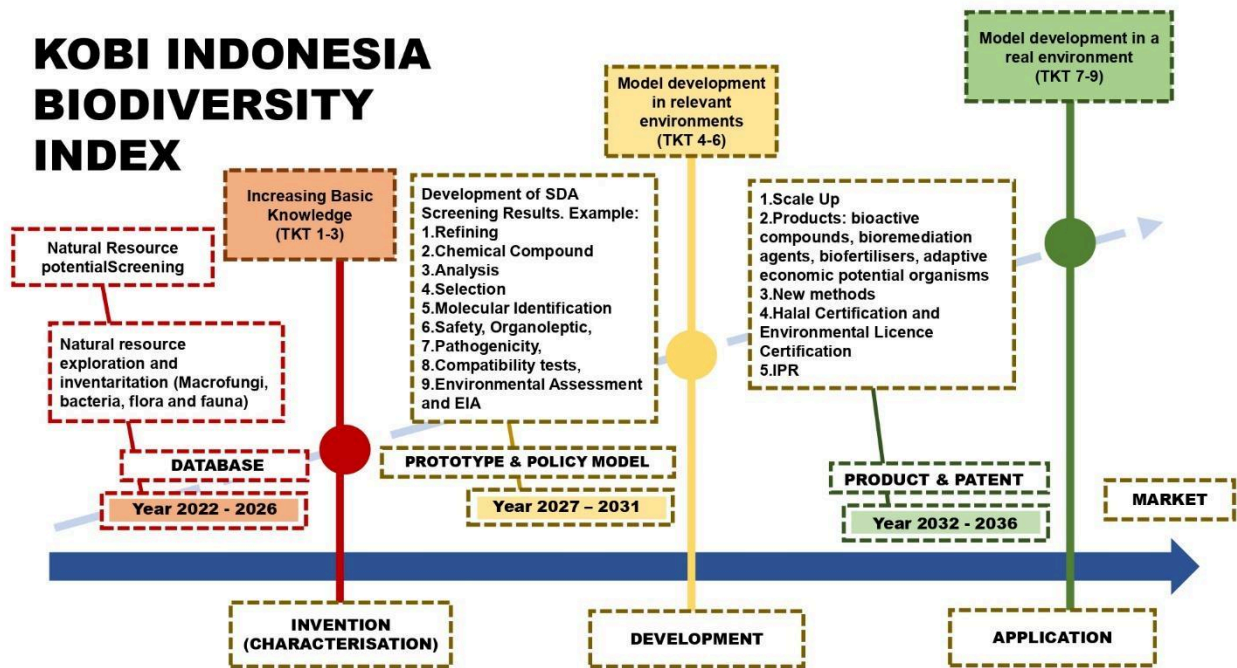 KOBI INDONESIA
BIODIVERSITY
INDEX
Natural Resource
potentialScreening
Natural resource
exploration and
inventaritation (Macrofungi,
bacteria, flora and fauna)
DATABASE
Year 2022 - 2026
Increasing Basic
Knowledge
(TKT 1-3)
Development of SDA
Screening Results. Example:
1.Refining
2.Chemical Compound
3.Analysis
4.Selection
5.Molecular Identification
6.Safety, Organoleptic,
7.Pathogenicity,
8.Compatibility tests,
9.Environmental Assessment
and EIA
PROTOTYPE & POLICY MODEL
Year 2027 – 2031
Model development
in relevant
environments
(TKT 4-6)
1.Scale Up
2.Products: bioactive
compounds, bioremediation
agents, biofertilisers, adaptive
economic potential organisms
3.New methods
4.Halal Certification and
Environmental Licence
Certification
5.IPR
PRODUCT & PATENT
Year 2032 - 2036
Model development in a
real environment
(TKT 7-9)
MARKET
INVENTION
(CHARACTERISATION)
DEVELOPMENT
APPLICATION